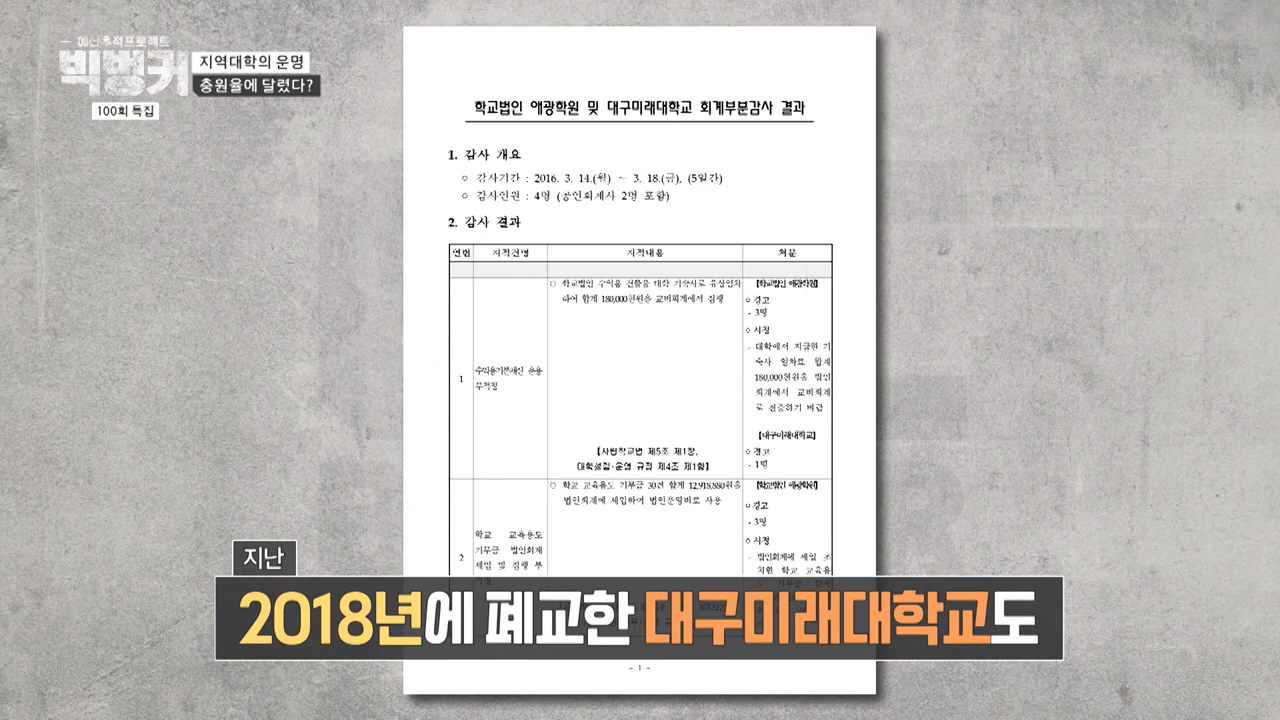 예산추적프로젝트
빅벙커
100회 특집
지역대학의 운명
충원율에 달렸다?
학교법인 애광학원 및 대구미래대학교 회계부분감사 결과
1. 감사 개요
○ 감사기간 : 2016. 3. 14.(월) ~ 3. 18.(금), (5일간)
○ 감사인원 : 4명 (공인회계사 2명 포함)
2. 감사 결과
연번 지적건명 지적내용 처분
1
수익용기본재산 운용
부적정
○ 학교법인 수익용 건물을 대학 기숙사로 유상임차
하여 합계 180,000천원을 교비회계에서 집행
【사립학교법 제5조 제1항,
대학설립·운영 규정 제4조 제1항】
【학교법인 애광학원】
○ 경고
- 3명
○ 시정
- 대학에서 지급한 기
숙사 임차료 합계
180,000천원을 법인
회계에서 교비회계
로 전출하기 바람
【대구미래대학교】
○ 경고
- 1명
2
학교 교육용도
기부금 법인회계
세입 및 집행 부
○ 학교 교육용도 기부금 30건 합계 12,918,880원을
법인회계에 세입하여 법인운영비로 사용
【학교법인 애광학원】
○ 경고
- 3명
○ 시정
- 법인회계에 세입 조
치한 학교 교육용
지난
2018년에 폐교한 대구미래대학교도
- 1 -